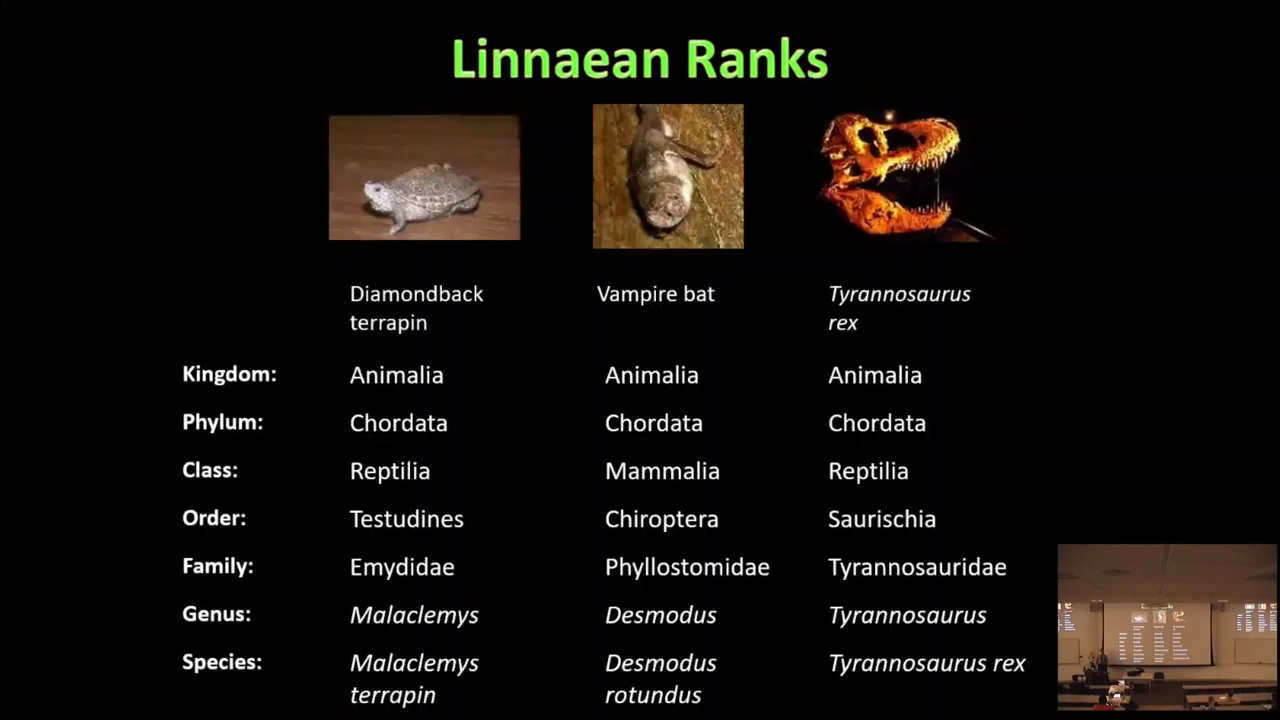 Linnaean Ranks
Diamondback
terrapin
Vampire bat
Tyrannosaurus
rex
Kingdom: Animalia Animalia Animalia
Phylum: Chordata Chordata Chordata
Class: Reptilia Mammalia Reptilia
Order: Testudines Chiroptera Saurischia
Family: Emydidae Phyllostomidae Tyrannosauridae
Genus: Malaclemys Desmodus Tyrannosaurus
Species: Malaclemys
terrapin
Desmodus
rotundus
Tyrannosaurus rex